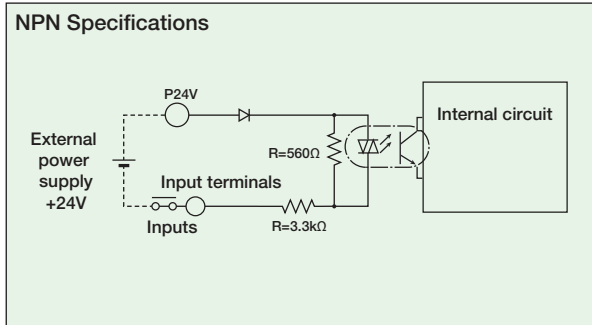 NPN Specifications
P24V
Internal circuit
External
power
supply
+24V
R=560Ω
Input terminals
Inputs
R=3.3kΩ